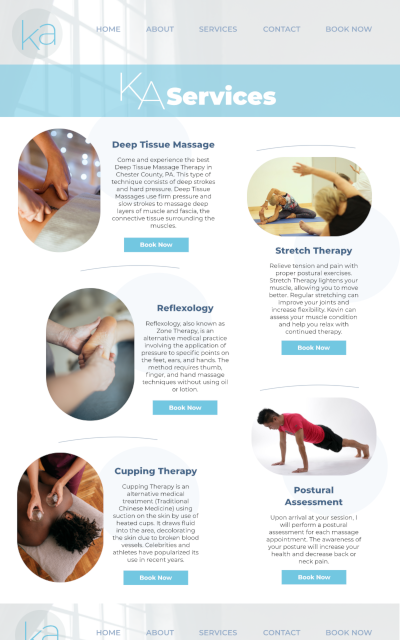 ka
HOME ABOUT SERVICES CONTACT BOOK NOW
KA Services
Deep Tissue Massage
Come and experience the best
Deep Tissue Massage Therapy in
Chester County, PA. This type of
technique consists of deep strokes
and hard pressure. Deep Tissue
Massages use firm pressure and
slow strokes to massage deep
layers of muscle and fascia, the
connective tissue surrounding the
muscles.
Book Now
Stretch Therapy
Relieve tension and pain with
proper postural exercises.
Stretch Therapy lightens your
muscle, allowing you to move
better. Regular stretching can
improve your joints and
increase flexibility. Kevin can
assess your muscle condition
and help you relax with
continued therapy.
Book Now
Reflexology
Reflexology, also known as
Zone Therapy, is an
alternative medical practice
involving the application of
pressure to specific points on
the feet, ears, and hands. The
method requires thumb,
finger, and hand massage
techniques without using oil
or lotion.
Book Now
Cupping Therapy
Cupping Therapy is an
alternative medical
treatment (Traditional
Chinese Medicine) using
suction on the skin by use of
heated cups. It draws fluid
into the area, decolorating
the skin due to broken blood
vessels. Celebrities and
athletes have popularized its
use in recent years.
Book Now
Postural
Assessment
Upon arrival at your session, I
will perform a postural
assessment for each massage
appointment. The awareness of
your posture will increase your
health and decrease back or
neck pain.
Book Now
ka
HOME ABOUT SERVICES CONTACT BOOK NOW